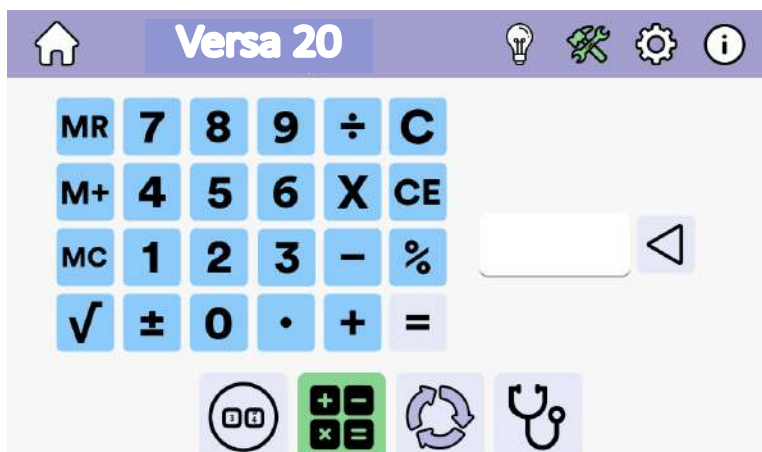 Versa 20
MR 7 8 9 ÷ C
M+ 4 5 6 X CE
MC 1 2 3 − %
√ ± 0 • + =